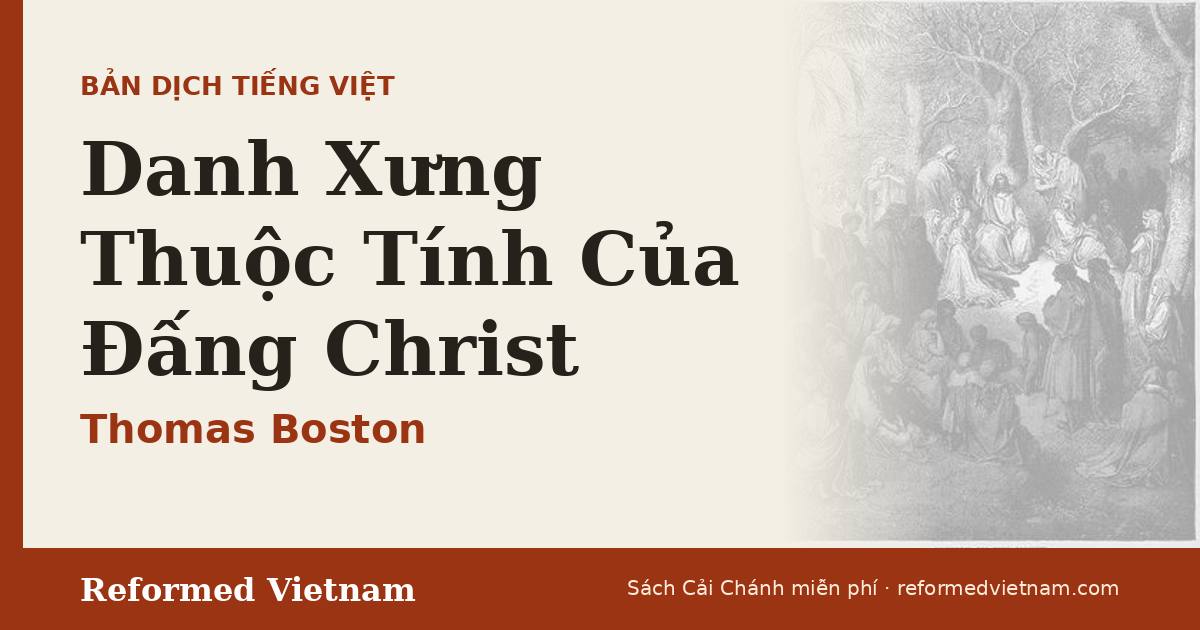 BẢN DỊCH TIẾNG VIỆT
Danh Xưng
Thuộc Tính Của
Đấng Christ
Thomas Boston
Reformed Vietnam
Sách Cải Chánh miễn phí · reformedvietnam.com